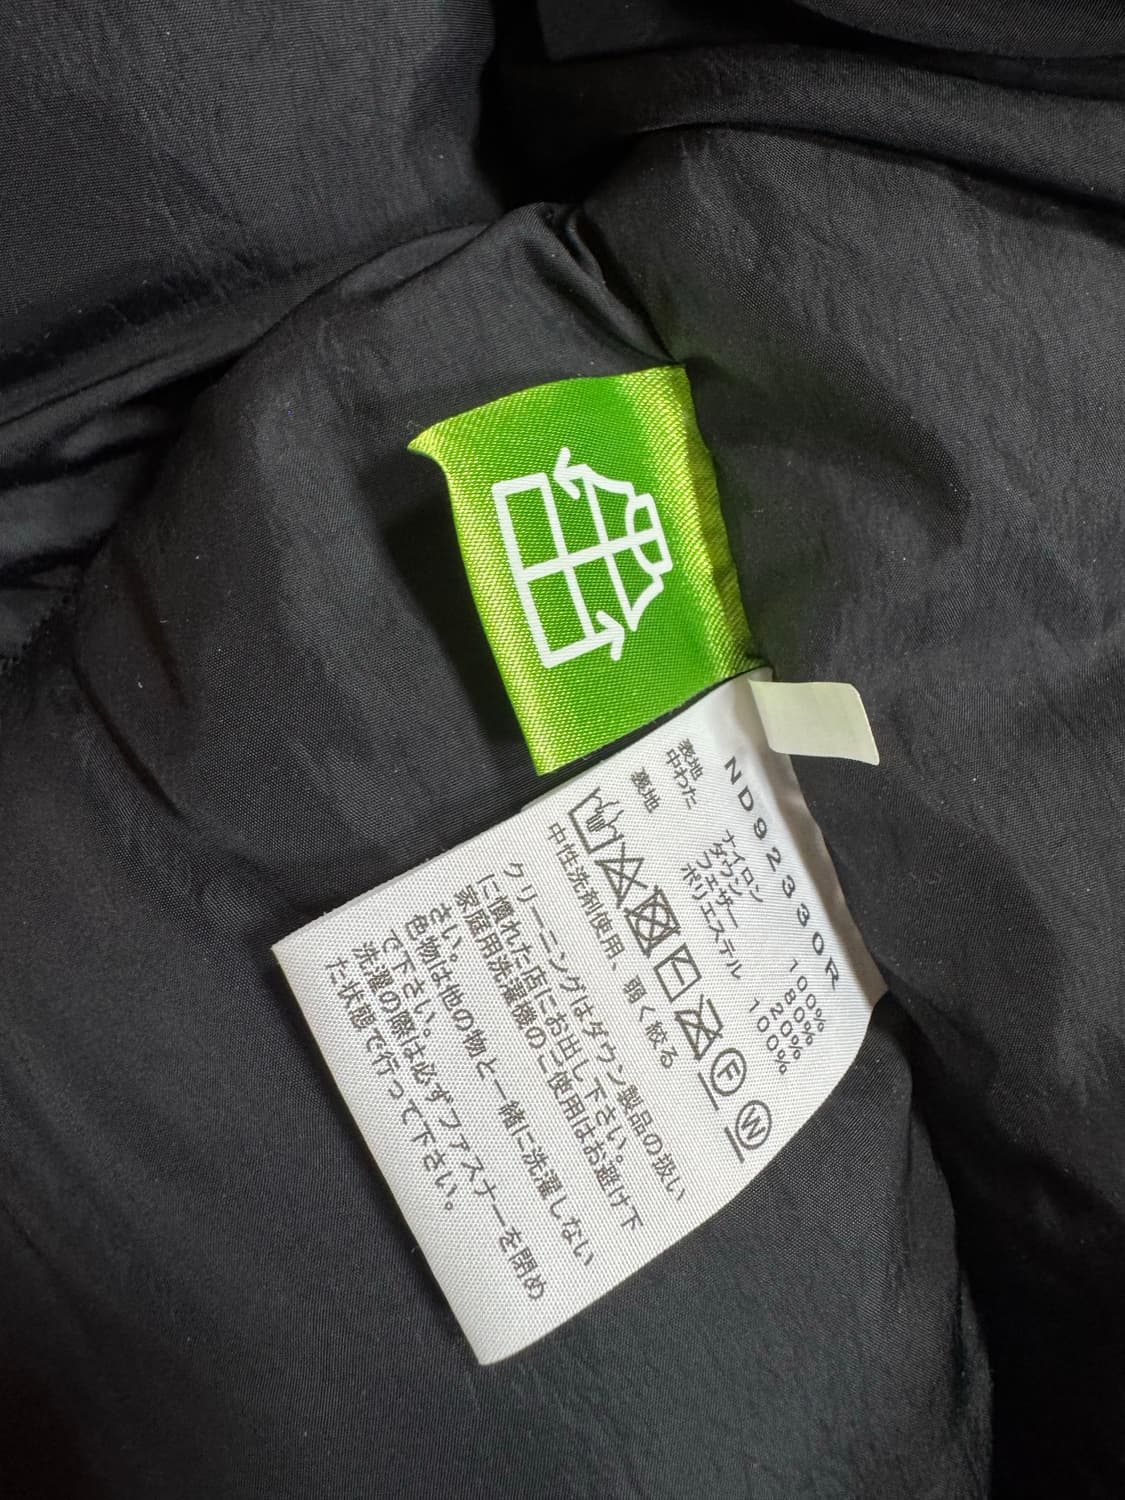 ND92330R
表地 ナイロン 100%
中わた ダウン 80%
フェザー 20%
裏地 ポリエステル 100%
F W
中性洗剤使用、弱く絞る
クリーニングはダウン製品の扱い
に慣れた店にお出し下さい。
家庭用洗濯機のご使用はお避け下
さい。
色物は他の物と一緒に洗濯しない
で下さい。
洗濯の際は必ずファスナーを閉め
た状態で行って下さい。